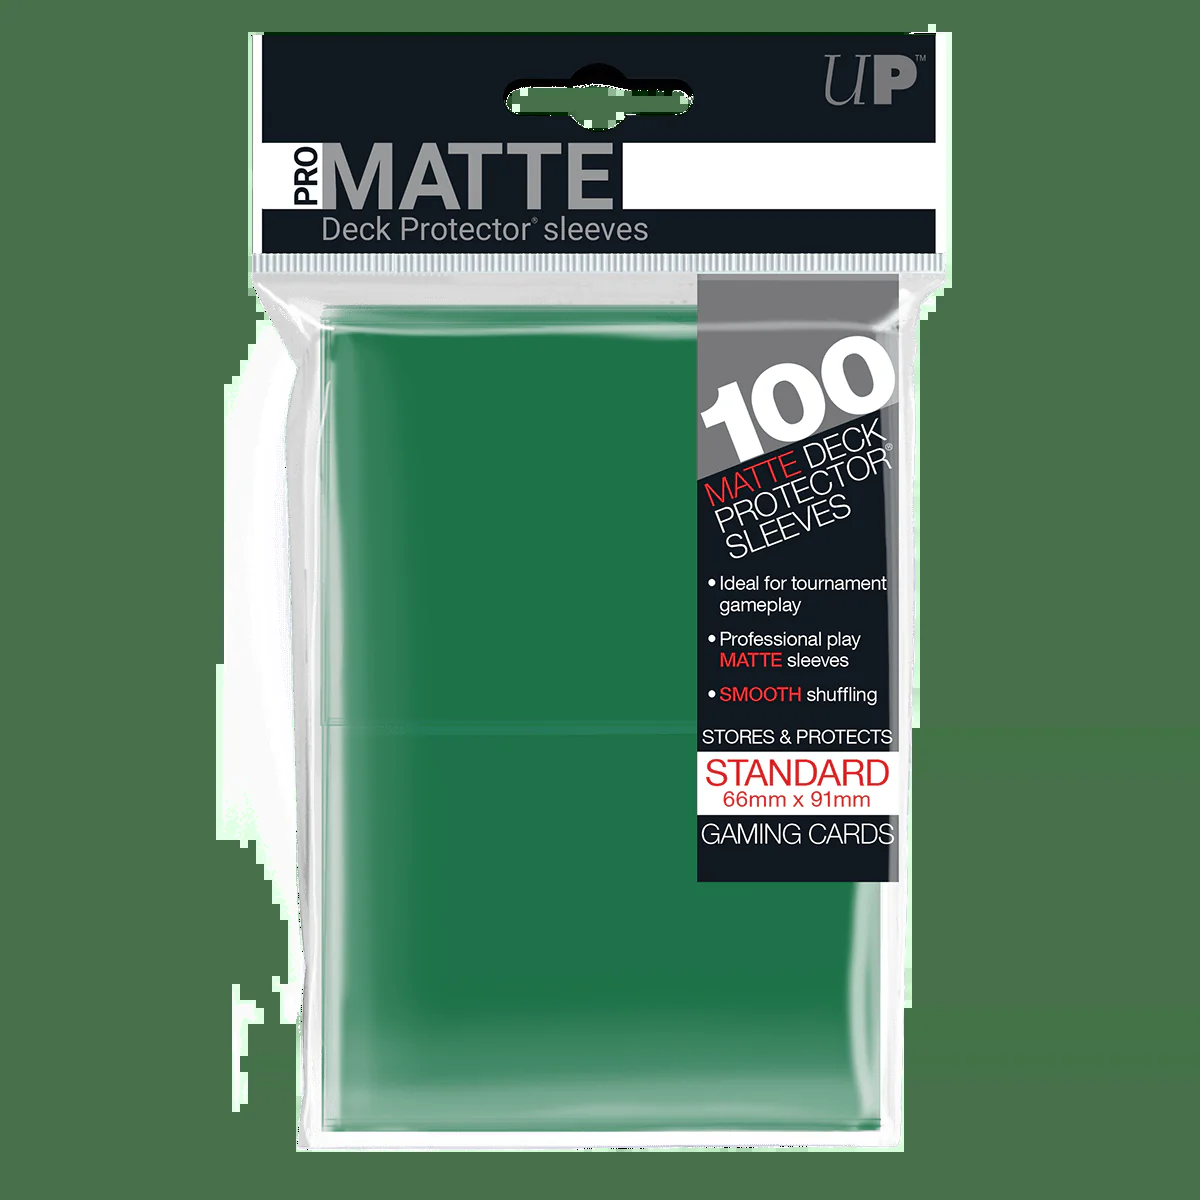 UP™
PRO
MATTE
Deck Protector® sleeves
100
MATTE DECK
PROTECTOR®
SLEEVES
• Ideal for tournament
gameplay
• Professional play
MATTE sleeves
• SMOOTH shuffling
STORES & PROTECTS
STANDARD
66mm x 91mm
GAMING CARDS